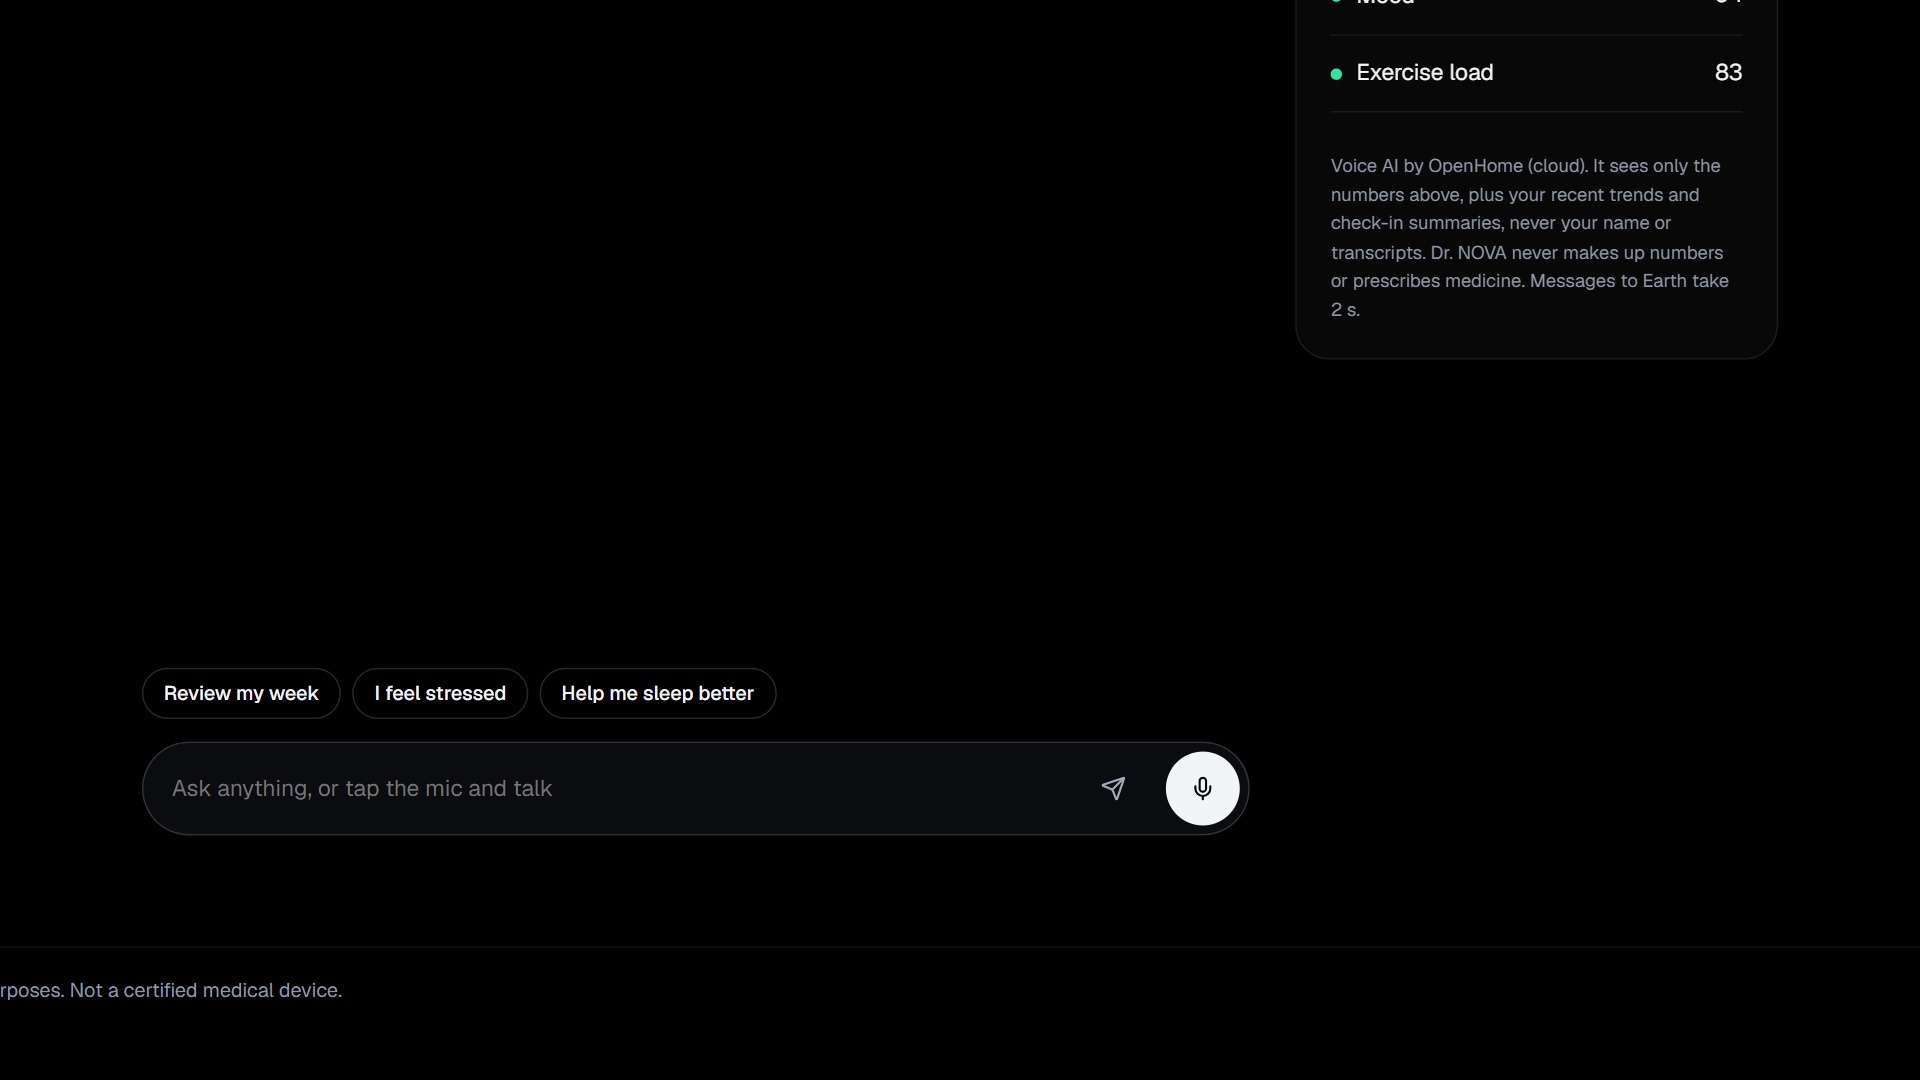 Exercise load 83
Voice AI by OpenHome (cloud). It sees only the
numbers above, plus your recent trends and
check-in summaries, never your name or
transcripts. Dr. NOVA never makes up numbers
or prescribes medicine. Messages to Earth take
2 s.
Review my week I feel stressed Help me sleep better
Ask anything, or tap the mic and talk
rposes. Not a certified medical device.